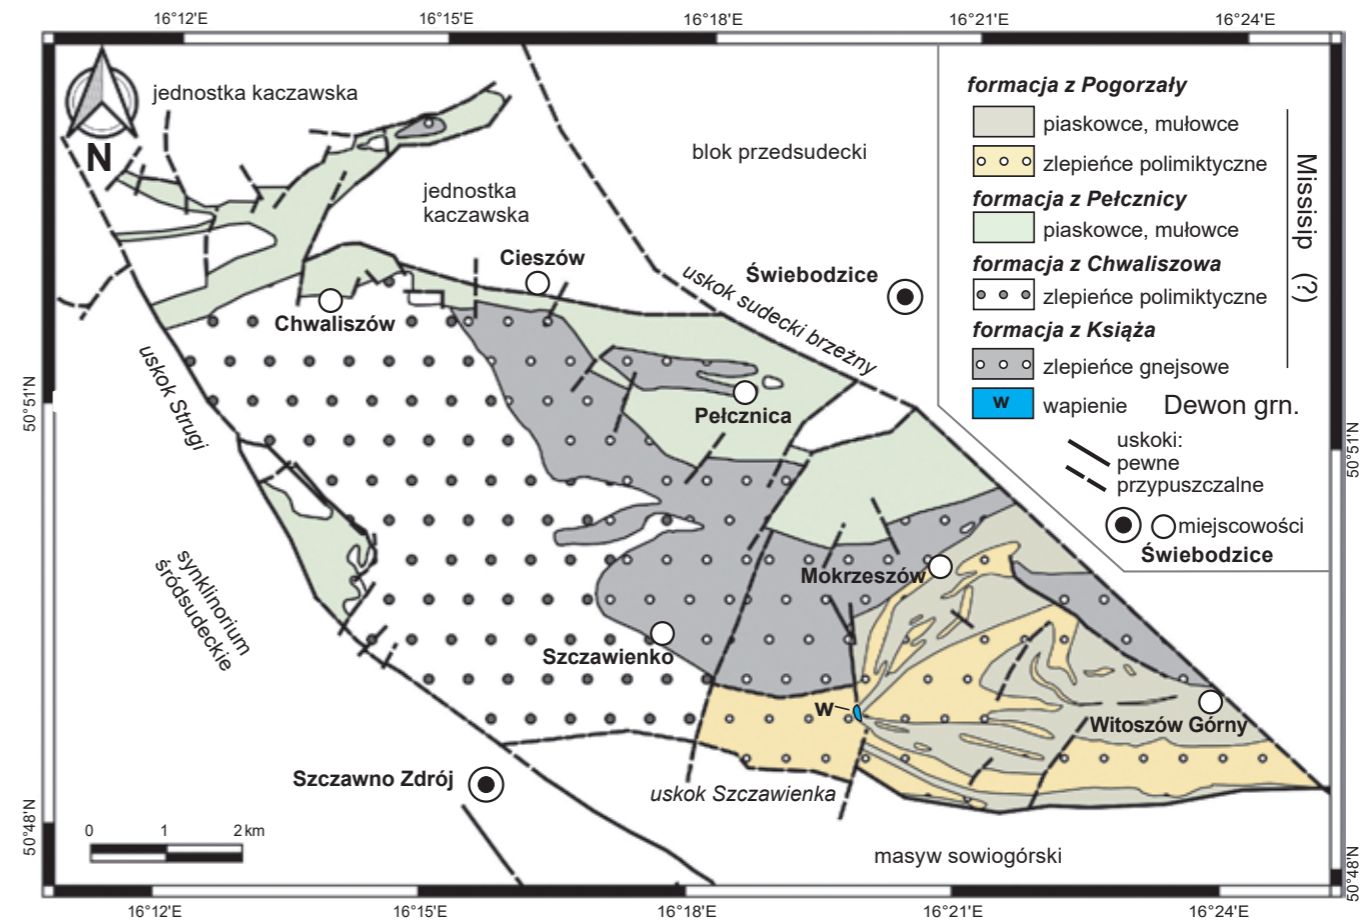 16°12'E
16°15'E
16°18'E
16°21'E
16°24'E
jednostka kaczawska
N
blok przedsudecki
jednostka
kaczawska
Cieszów
Świebodzice
uskok sudecki brzeżny
Chwaliszów
uskok Strugi
Pełcznica
50°51'N
50°51'N
synklinorium
śródsudeckie
Mokrzeszów
Szczawienko
w
Witoszów Górny
Szczawno Zdrój
uskok Szczawienka
masyw sowiogórski
50°48'N
50°48'N
0 1 2 km
formacja z Pogorzały
piaskowce, mułowce
zlepieńce polimiktyczne
formacja z Pełcznicy
piaskowce, mułowce
formacja z Chwaliszowa
zlepieńce polimiktyczne
formacja z Książa
zlepieńce gnejsowe
w wapienie Dewon grn.
Missisip (?)
uskoki:
pewne
przypuszczalne
miejscowości
Świebodzice
16°12'E
16°15'E
16°18'E
16°21'E
16°24'E